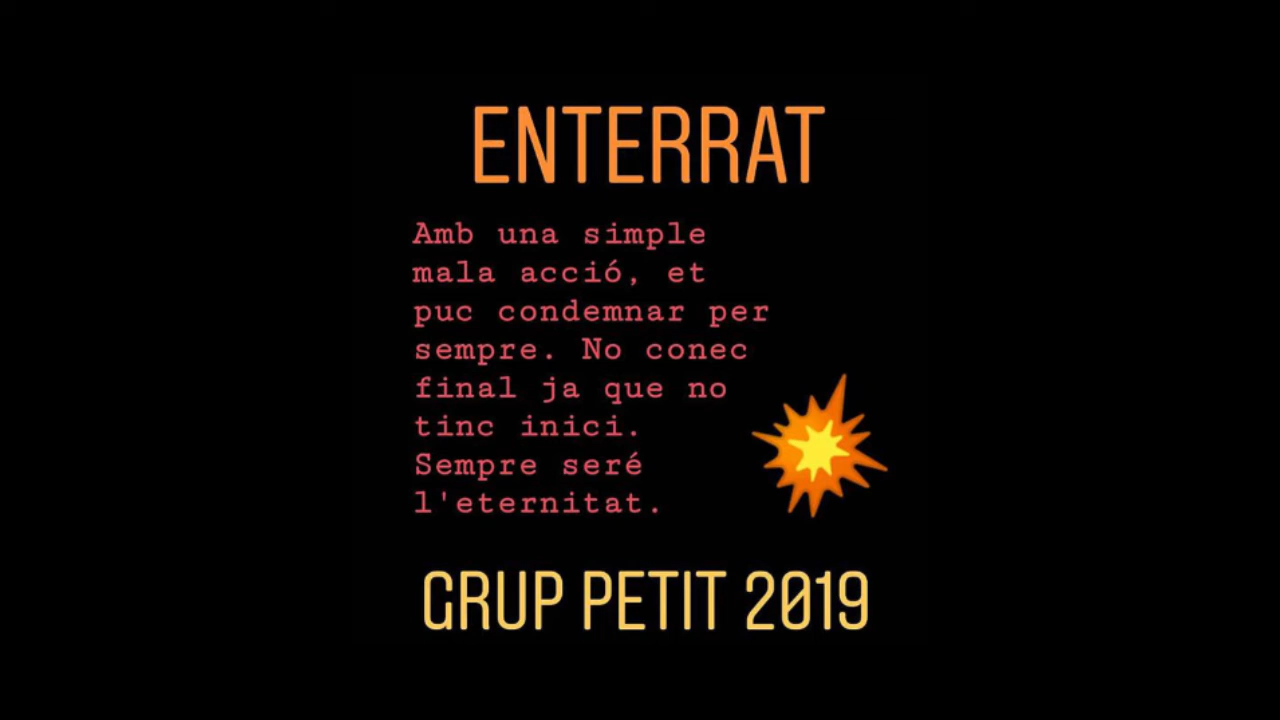 ENTERRAT
Amb una simple
mala acció, et
puc condemnar per
sempre. No conec
final ja que no
tinc inici.
Sempre seré
l'eternitat.
GRUP PETIT 2019